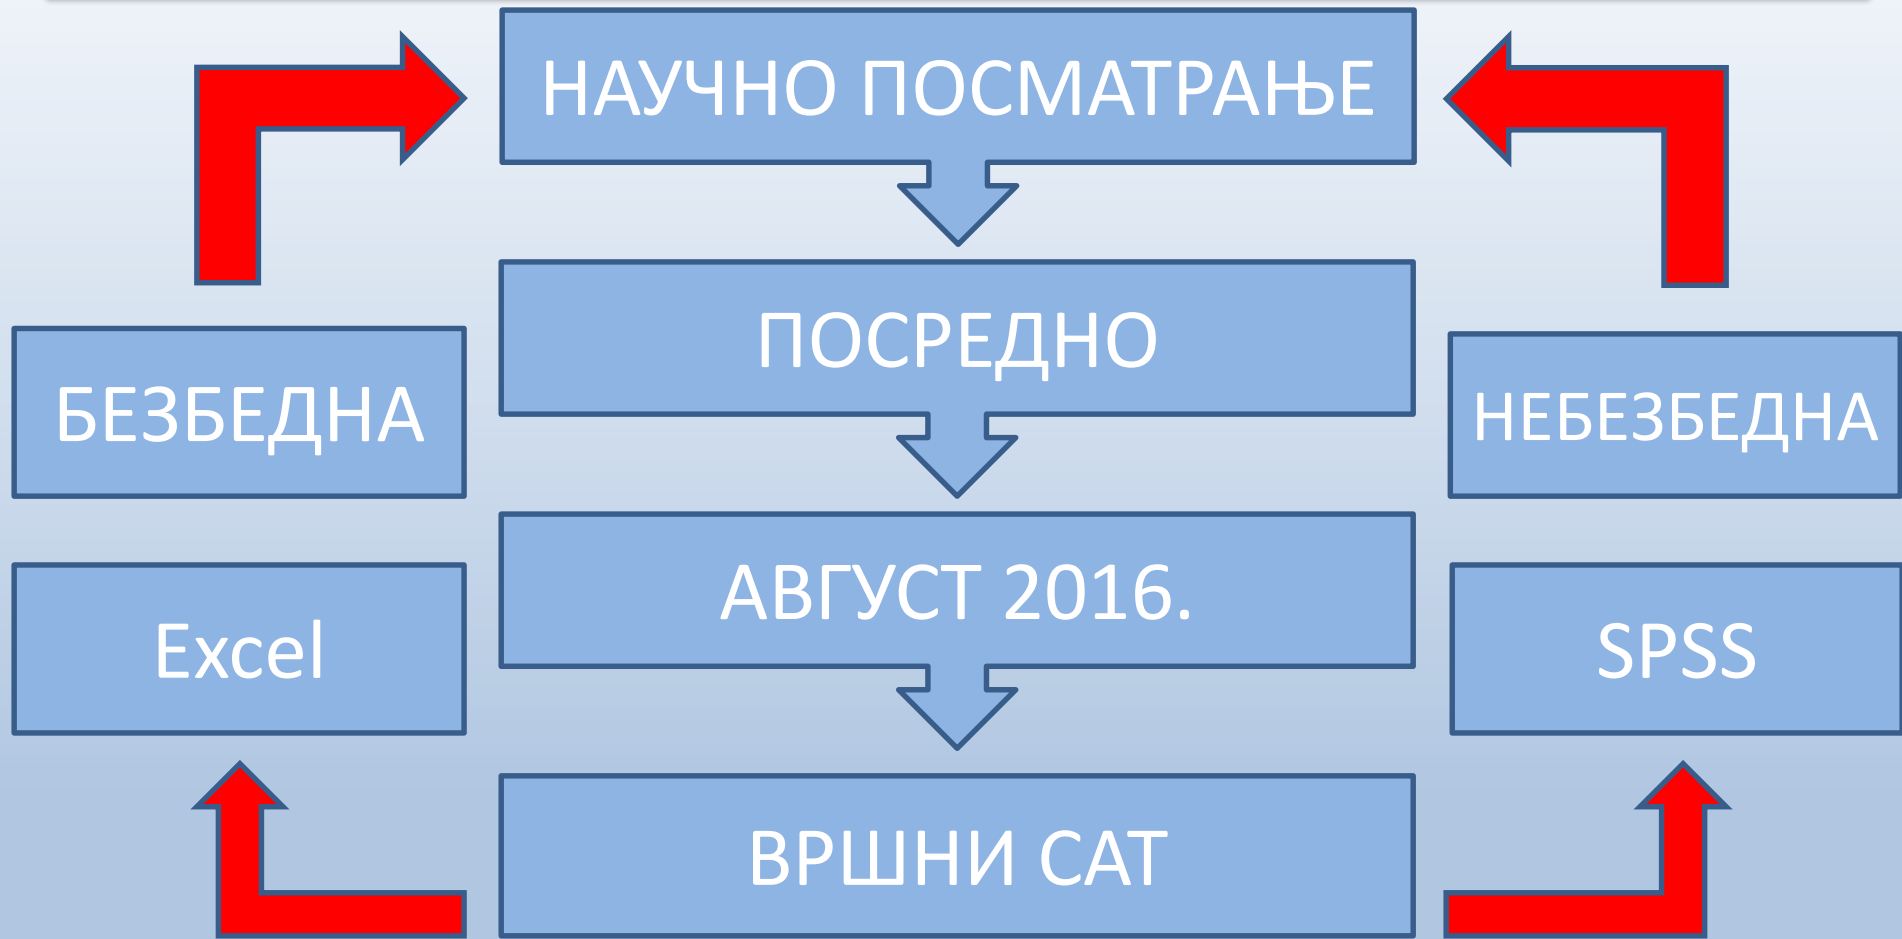 НАУЧНО ПОСМАТРАЊЕ
ПОСРЕДНО
БЕЗБЕДНА
НЕБЕЗБЕДНА
АВГУСТ 2016.
Excel
SPSS
ВРШНИ САТ